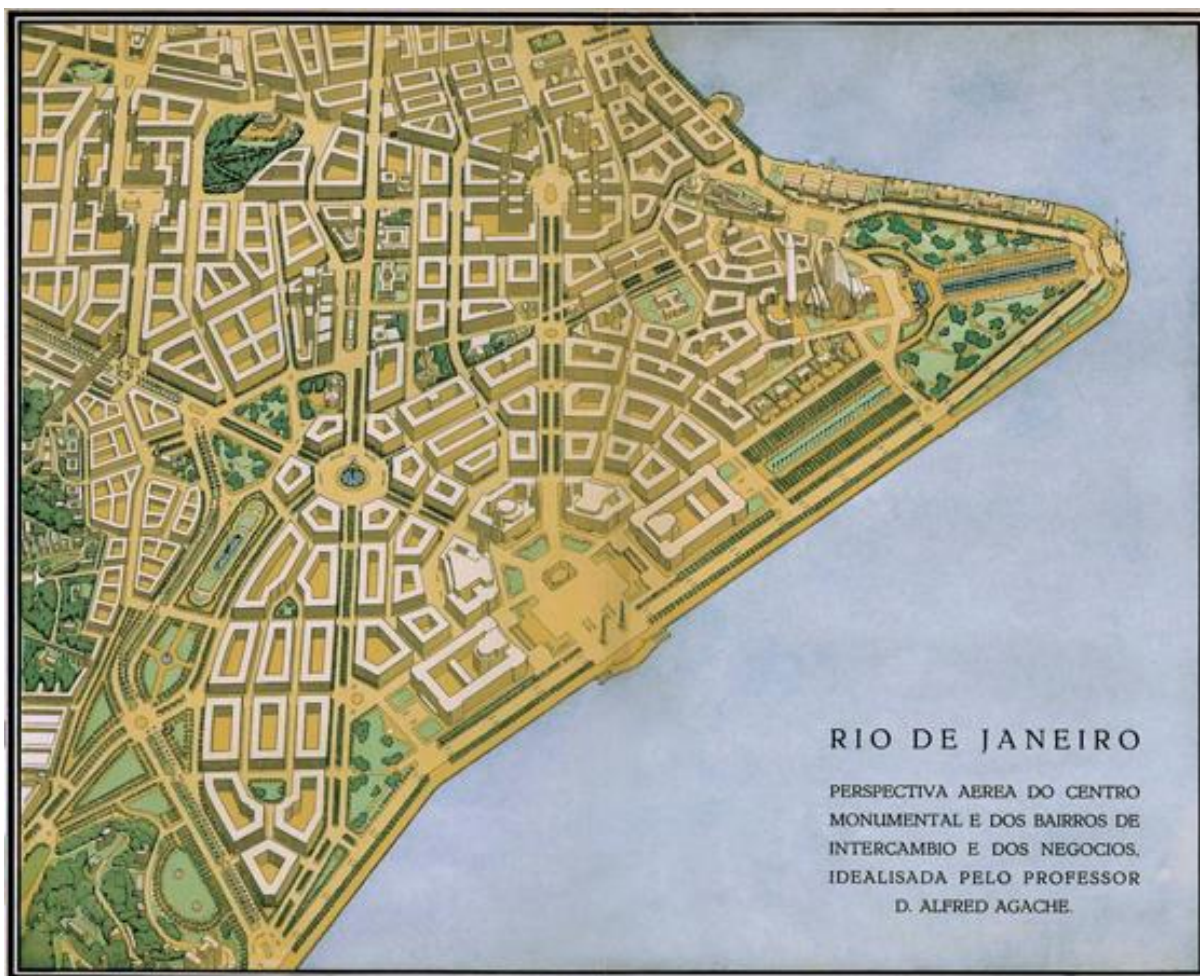 RIO DE JANEIRO
PERSPECTIVA AEREA DO CENTRO
MONUMENTAL E DOS BAIRROS DE
INTERCAMBIO E DOS NEGOCIOS,
IDEALISADA PELO PROFESSOR
D. ALFRED AGACHE.